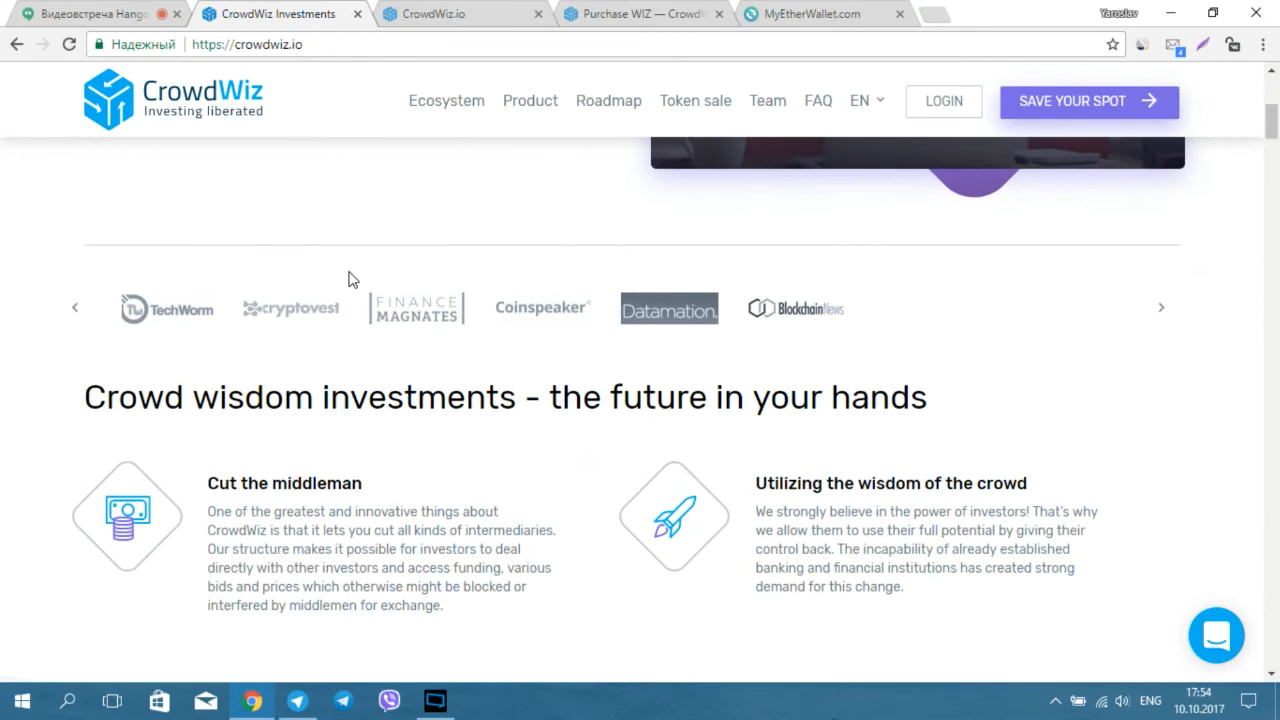 Видеовстреча Hango
CrowdWiz Investments
CrowdWiz.io
Purchase WIZ — CrowdW
MyEtherWallet.com
Yaroslav
Надежный
https://crowdwiz.io
4
CrowdWiz
Investing liberated
Ecosystem
Product
Roadmap
Token sale
Team
FAQ
EN
LOGIN
SAVE YOUR SPOT
TechWorm
cryptovest
FINANCE
MAGNATES
Coinspeaker
Datamation.
BlockchainNews
Crowd wisdom investments - the future in your hands
Cut the middleman
One of the greatest and innovative things about
CrowdWiz is that it lets you cut all kinds of intermediaries.
Our structure makes it possible for investors to deal
directly with other investors and access funding, various
bids and prices which otherwise might be blocked or
interfered by middlemen for exchange.
Utilizing the wisdom of the crowd
We strongly believe in the power of investors! That's why
we allow them to use their full potential by giving their
control back. The incapability of already established
banking and financial institutions has created strong
demand for this change.
ENG
17:54
10.10.2017